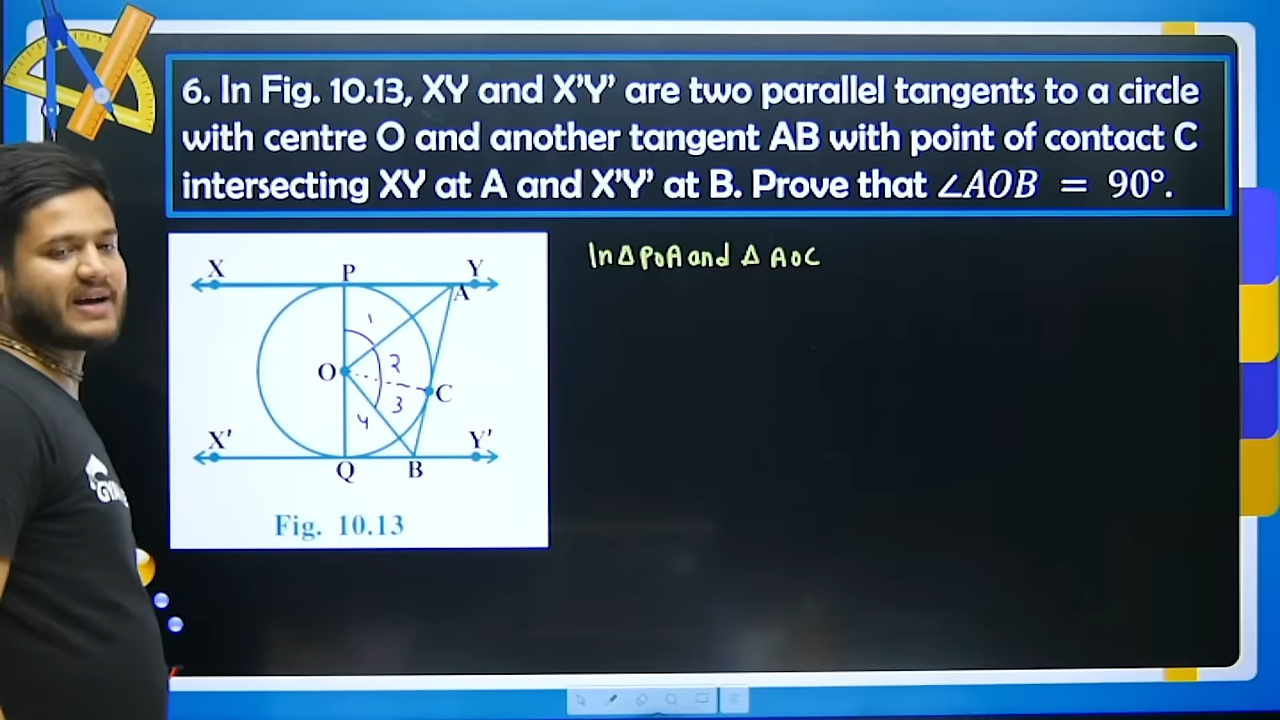 6. In Fig. 10.13, XY and X'Y' are two parallel tangents to a circle
with centre O and another tangent AB with point of contact C
intersecting XY at A and X'Y' at B. Prove that ∠AOB = 90°.
In Δ POA and Δ AOC
X P Y
A
1
2
O
C
3
4
X' Y'
Q B
Fig. 10.13